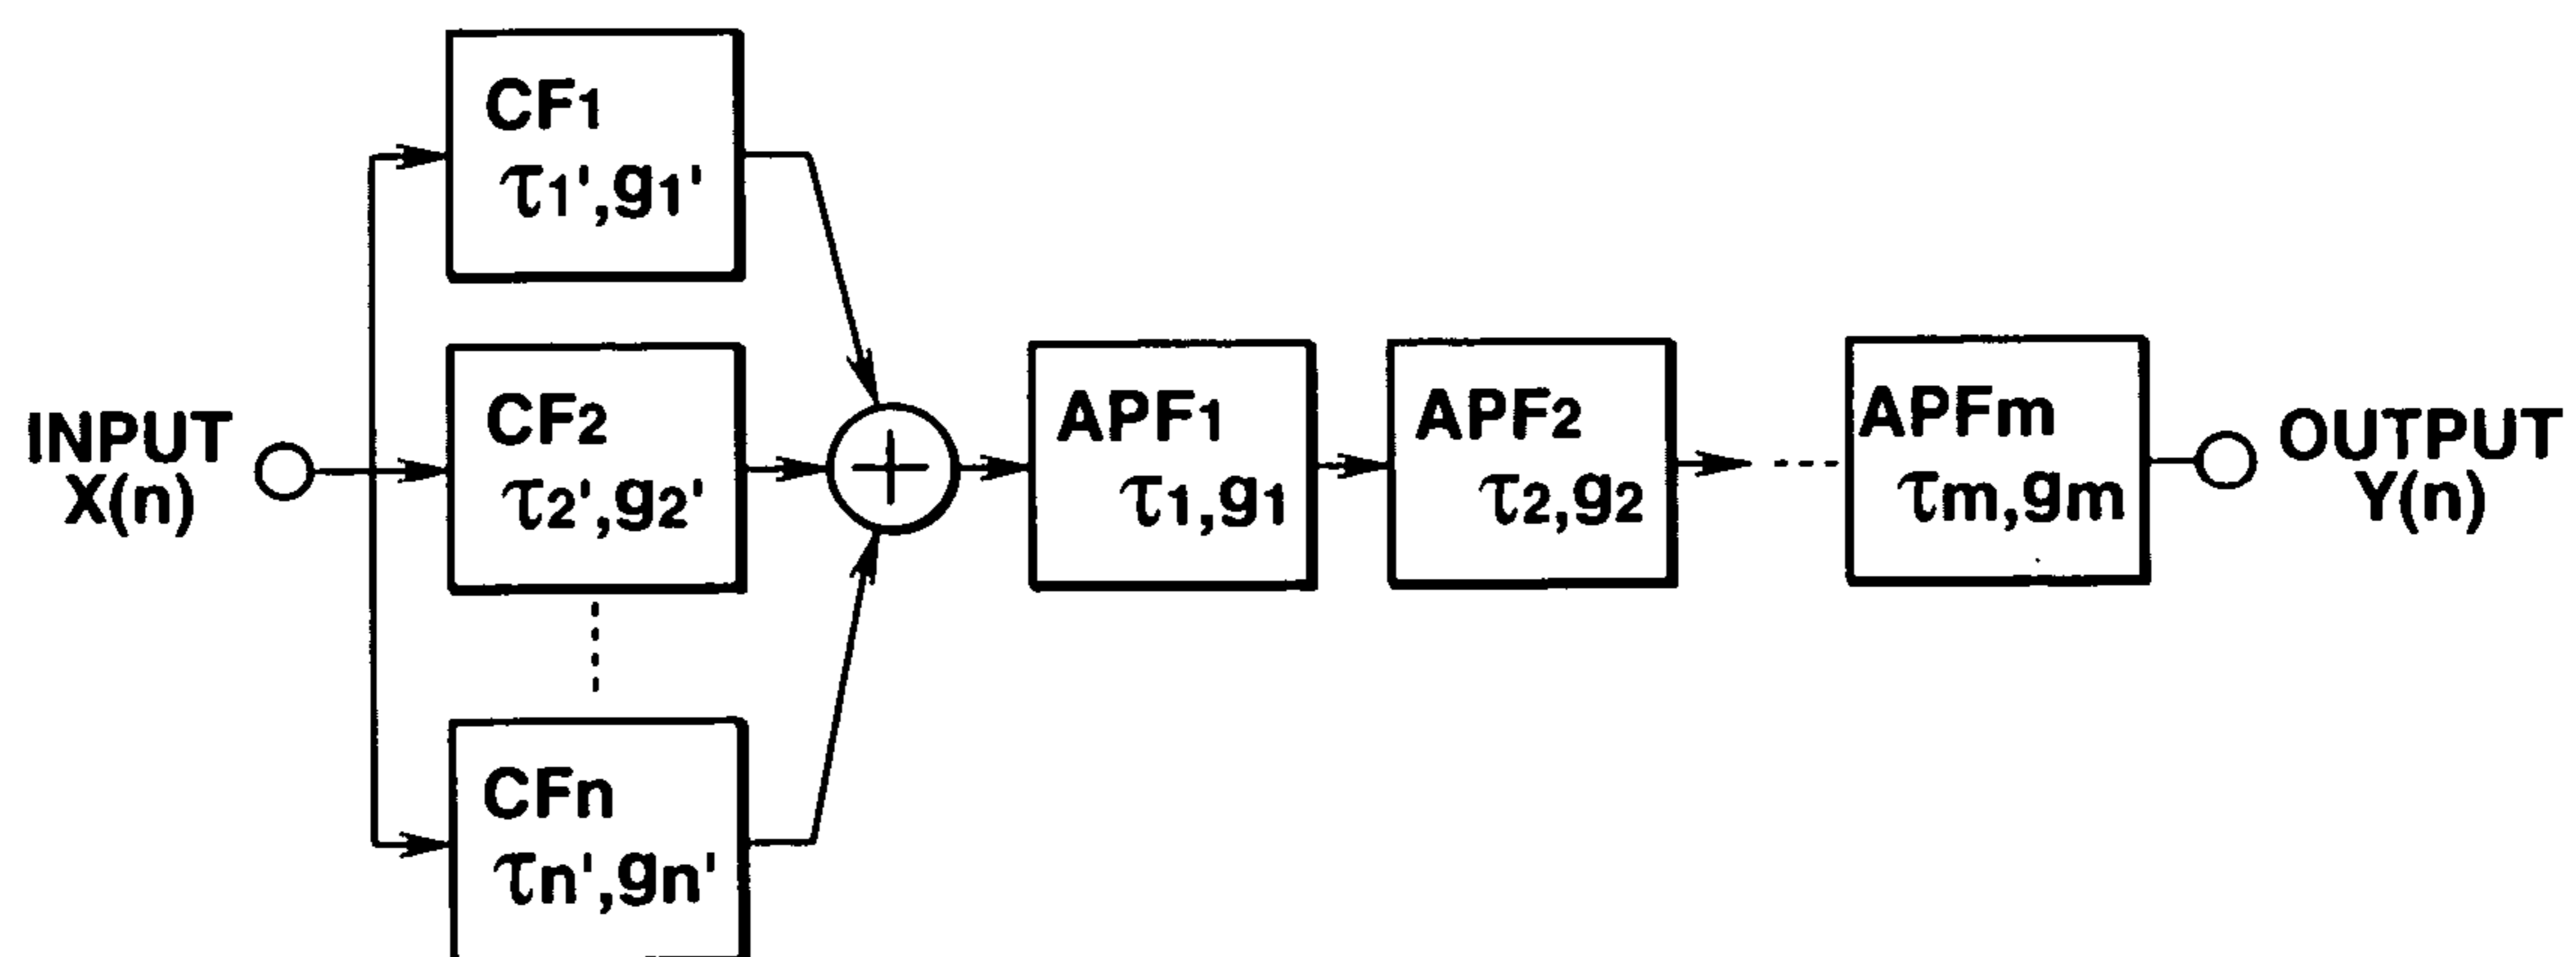 CF1
τ1',g1'
INPUT
X(n)
CF2
τ2',g2'
APF1
τ1,g1
APF2
τ2,g2
APFm
τm,gm
OUTPUT
Y(n)
CFn
τn',gn'